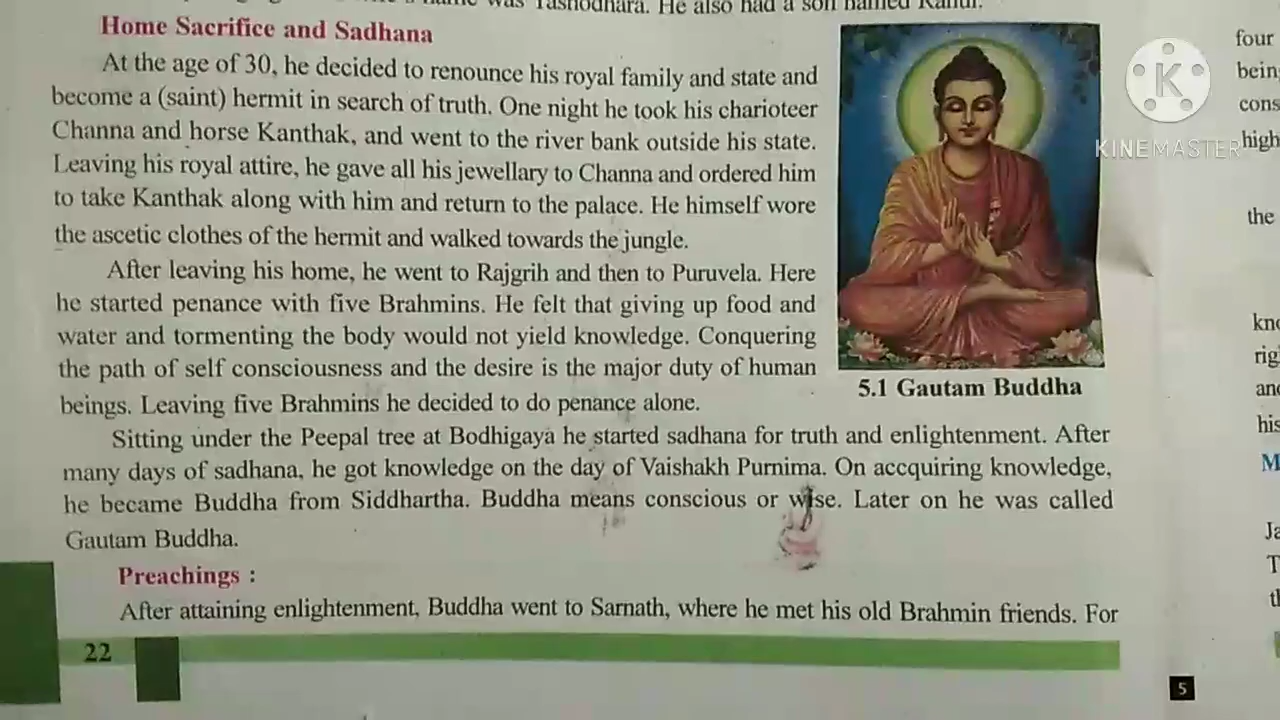 was Yashodhara. He also had a son named Rahul.
Home Sacrifice and Sadhana
At the age of 30, he decided to renounce his royal family and state and
become a (saint) hermit in search of truth. One night he took his charioteer
Channa and horse Kanthak, and went to the river bank outside his state.
Leaving his royal attire, he gave all his jewellary to Channa and ordered him
to take Kanthak along with him and return to the palace. He himself wore
the ascetic clothes of the hermit and walked towards the jungle.
After leaving his home, he went to Rajgrih and then to Puruvela. Here
he started penance with five Brahmins. He felt that giving up food and
water and tormenting the body would not yield knowledge. Conquering
the path of self consciousness and the desire is the major duty of human
beings. Leaving five Brahmins he decided to do penance alone.
5.1 Gautam Buddha
Sitting under the Peepal tree at Bodhigaya he started sadhana for truth and enlightenment. After
many days of sadhana, he got knowledge on the day of Vaishakh Purnima. On accquiring knowledge,
he became Buddha from Siddhartha. Buddha means conscious or wise. Later on he was called
Gautam Buddha.
Preachings :
After attaining enlightenment, Buddha went to Sarnath, where he met his old Brahmin friends. For
22
four
bein
cons
high
the
his
5
K
KINEMASTER